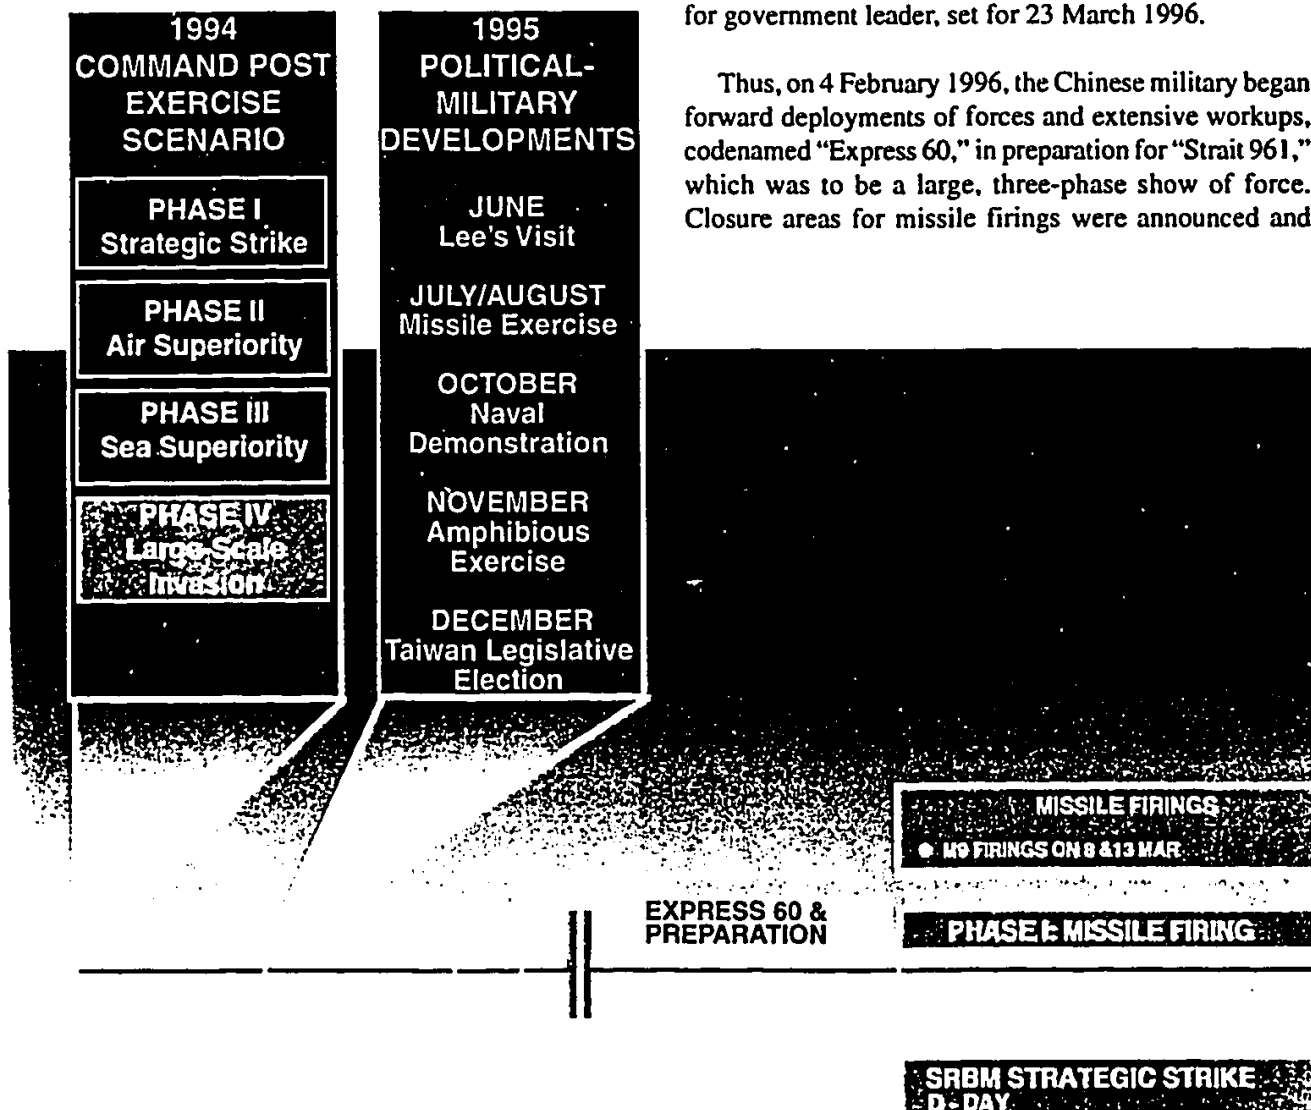 1994
COMMAND POST
EXERCISE
SCENARIO
PHASE I
Strategic Strike
PHASE II
Air Superiority
PHASE III
Sea Superiority
PHASE IV
Large-Scale
Invasion
1995
POLITICAL-
MILITARY
DEVELOPMENTS
JUNE
Lee's Visit
JULY/AUGUST
Missile Exercise
OCTOBER
Naval
Demonstration
NOVEMBER
Amphibious
Exercise
DECEMBER
Taiwan Legislative
Election
for government leader, set for 23 March 1996.
Thus, on 4 February 1996, the Chinese military began
forward deployments of forces and extensive workups,
codenamed “Express 60,” in preparation for “Strait 961,”
which was to be a large, three-phase show of force.
Closure areas for missile firings were announced and
MISSILE FIRINGS
● M9 FIRINGS ON 8 & 13 MAR
EXPRESS 60 &
PREPARATION
PHASE I: MISSILE FIRING
SRBM STRATEGIC STRIKE
D-DAY